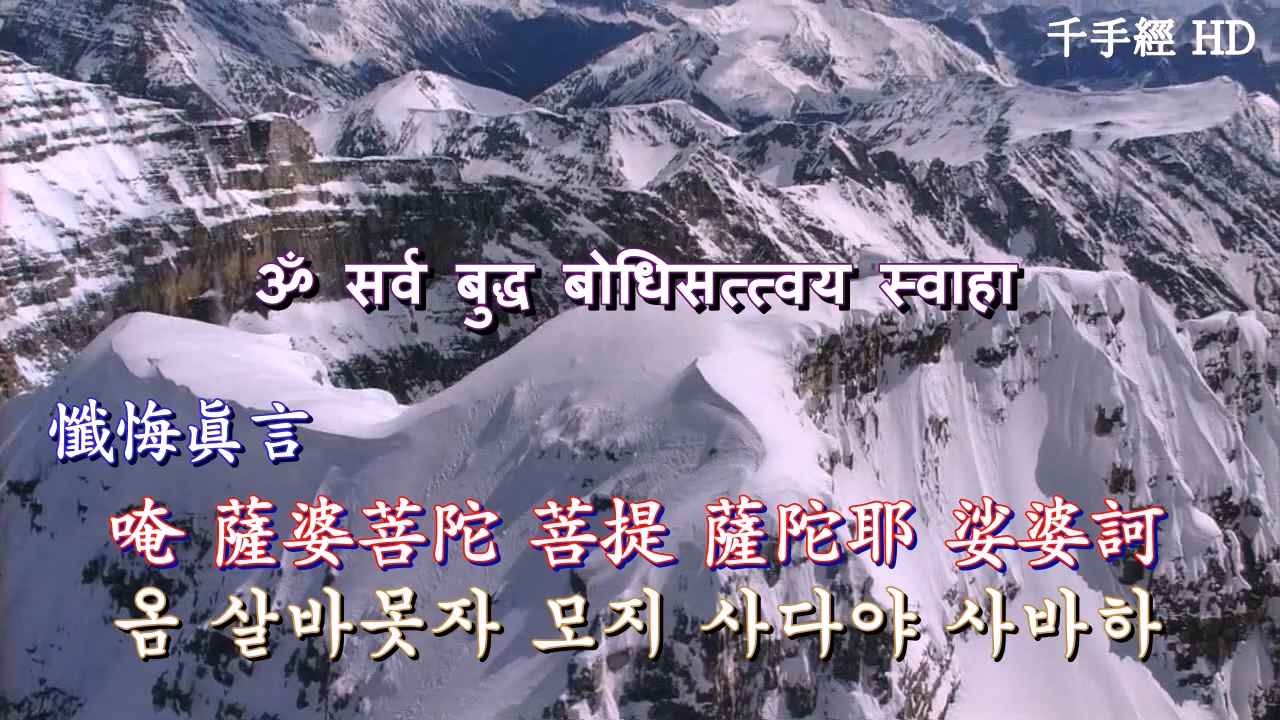 千手經 HD
ॐ सर्व बुद्ध बोधिसत्त्वय स्वाहा
懺悔眞言
唵 薩婆菩陀 菩提 薩陀耶 娑婆訶
옴 살바못자 모지 사다야 사바하